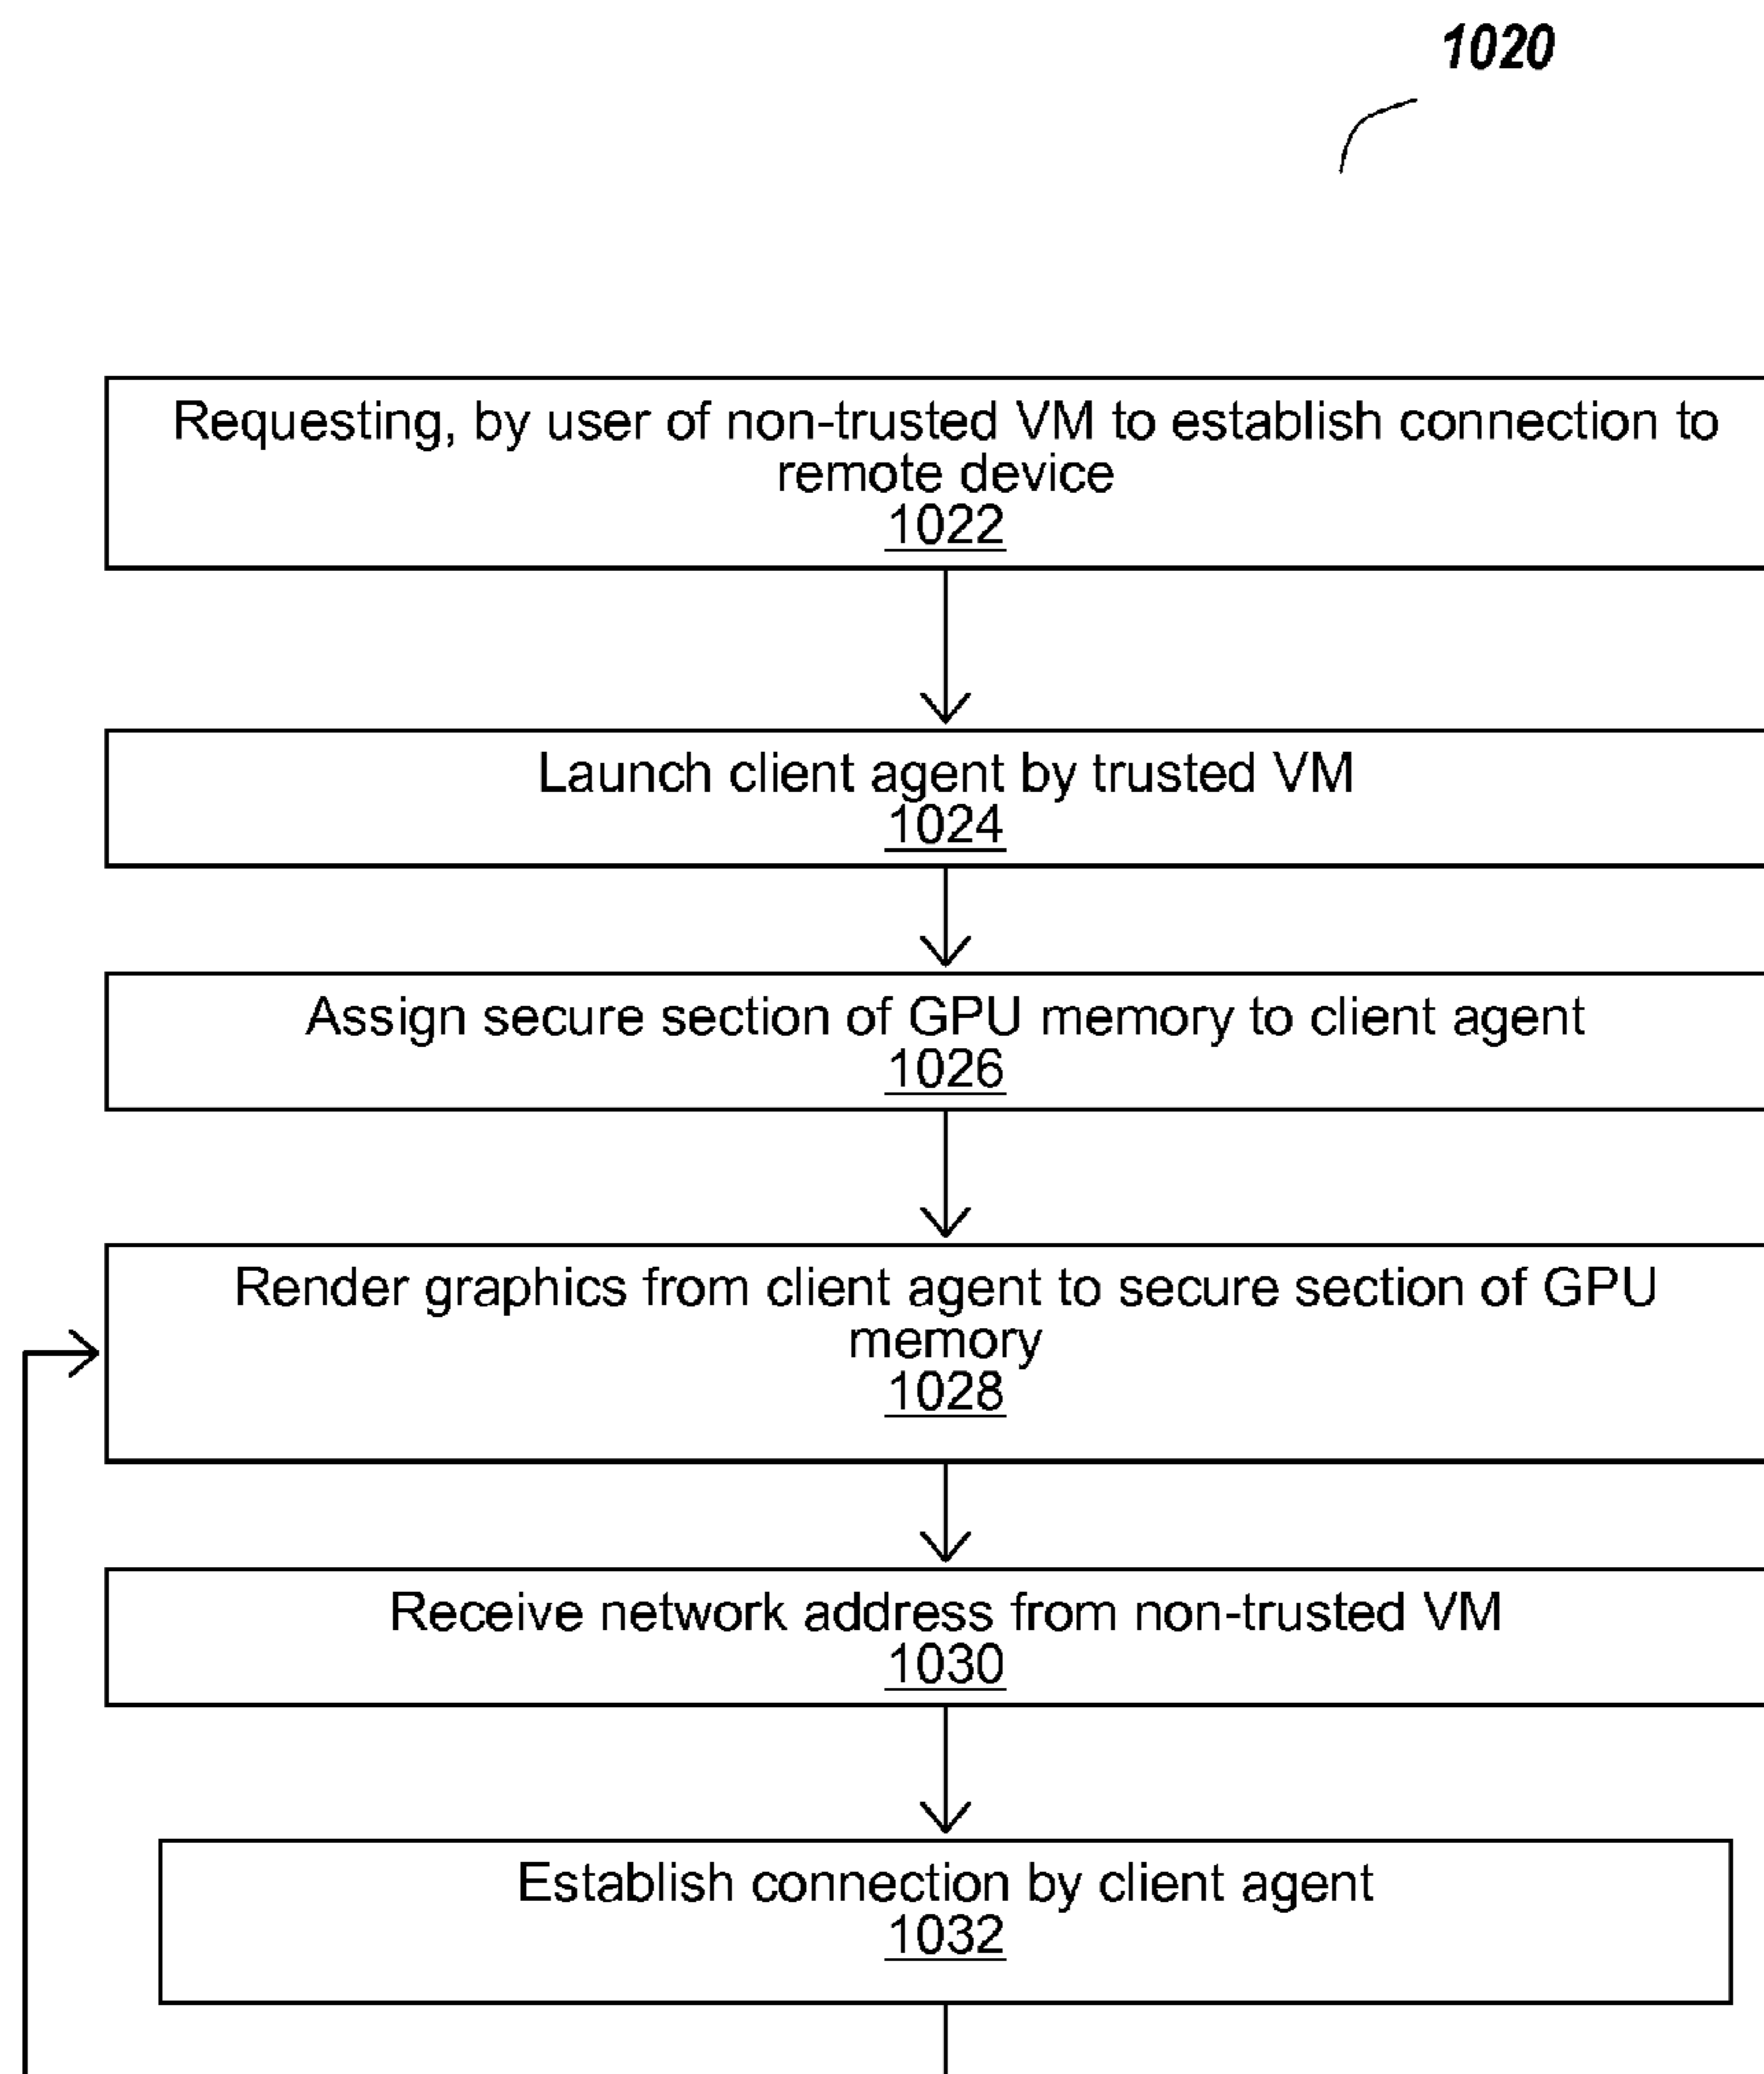 1020
Requesting, by user of non-trusted VM to establish connection to
remote device
1022
Launch client agent by trusted VM
1024
Assign secure section of GPU memory to client agent
1026
Render graphics from client agent to secure section of GPU
memory
1028
Receive network address from non-trusted VM
1030
Establish connection by client agent
1032